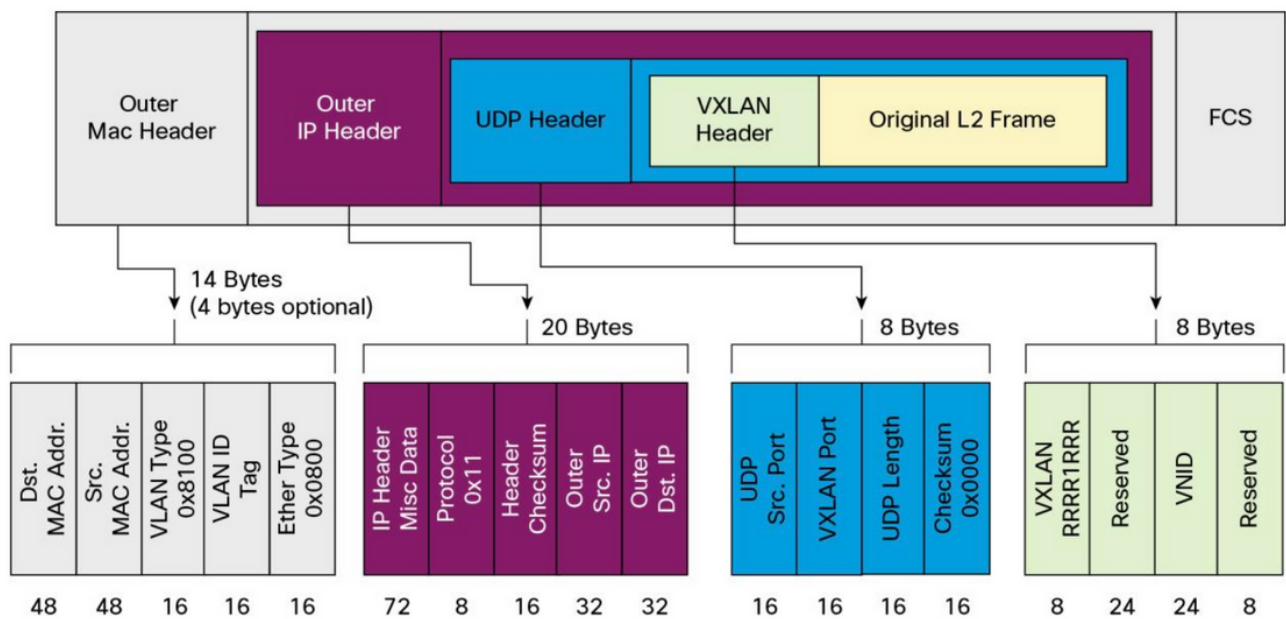 Outer
Mac Header
Outer
IP Header
UDP Header
VXLAN
Header
Original L2 Frame
FCS
14 Bytes
(4 bytes optional)
20 Bytes
8 Bytes
8 Bytes
Dst.
MAC Addr.
Src.
MAC Addr.
VLAN Type
0x8100
VLAN ID
Tag
Ether Type
0x0800
IP Header
Misc Data
Protocol
0x11
Header
Checksum
Outer
Src. IP
Outer
Dst. IP
UDP
Src. Port
VXLAN Port
UDP Length
Checksum
0x0000
VXLAN
RRRR1RRR
Reserved
VNID
Reserved
48 48 16 16 16 72 8 16 32 32 16 16 16 16 8 24 24 8